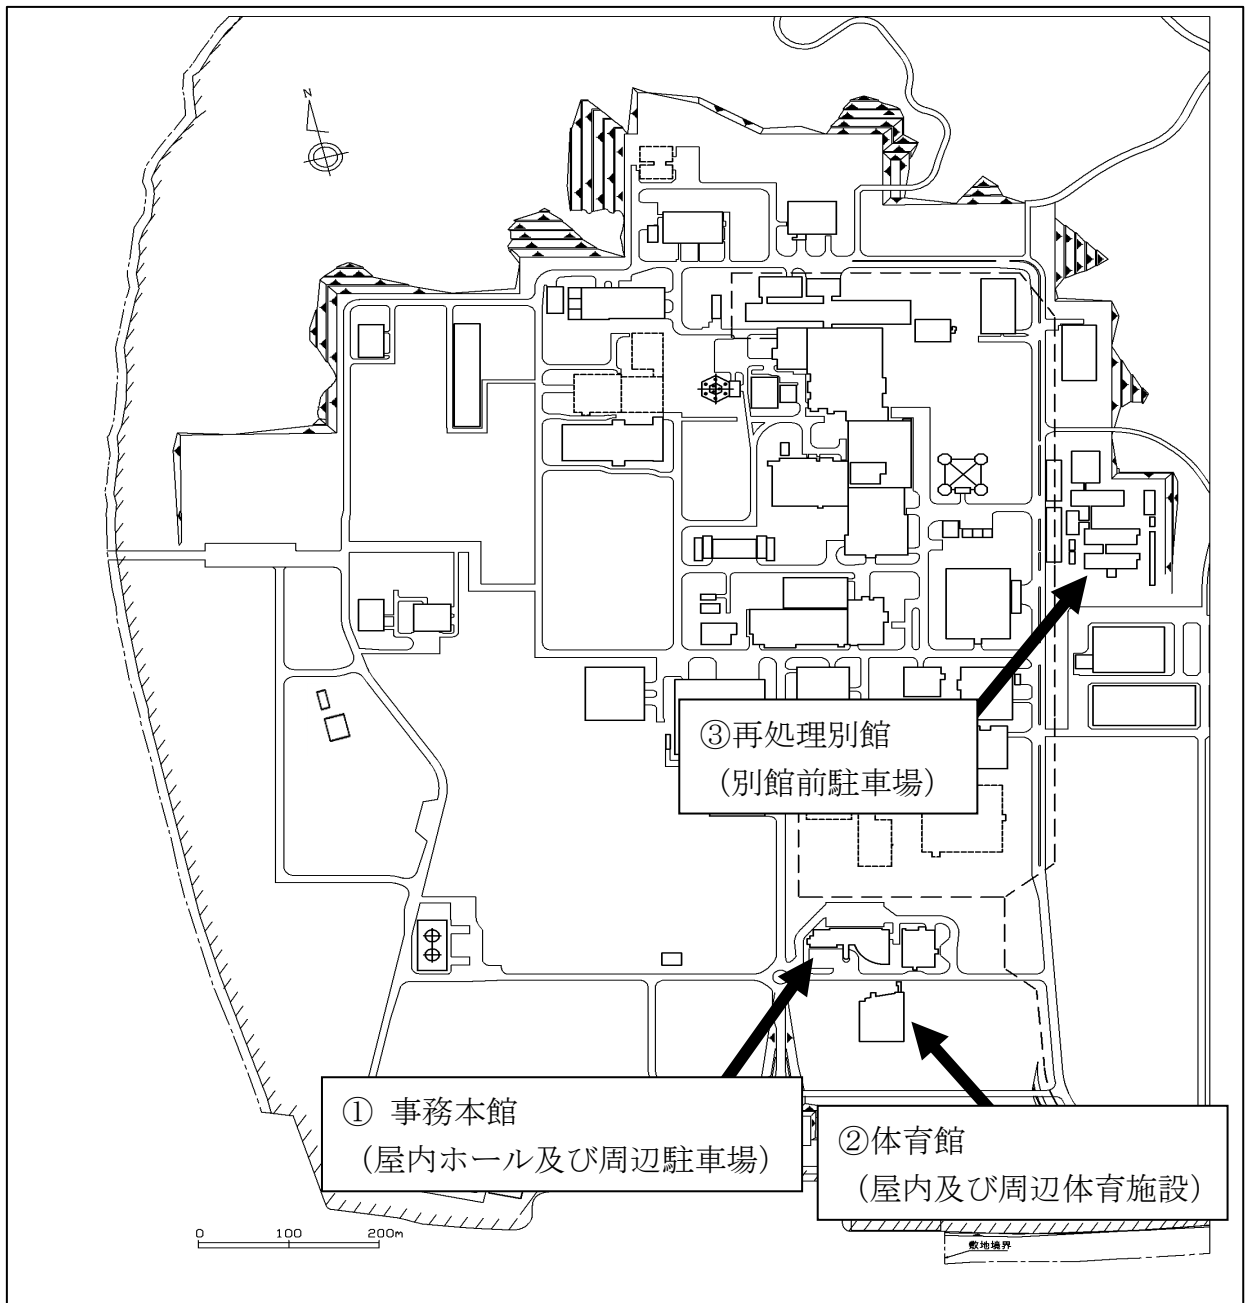 N
③再処理別館
(別館前駐車場)
① 事務本館
(屋内ホール及び周辺駐車場)
②体育館
(屋内及び周辺体育施設)
0 100 200m
敷地境界